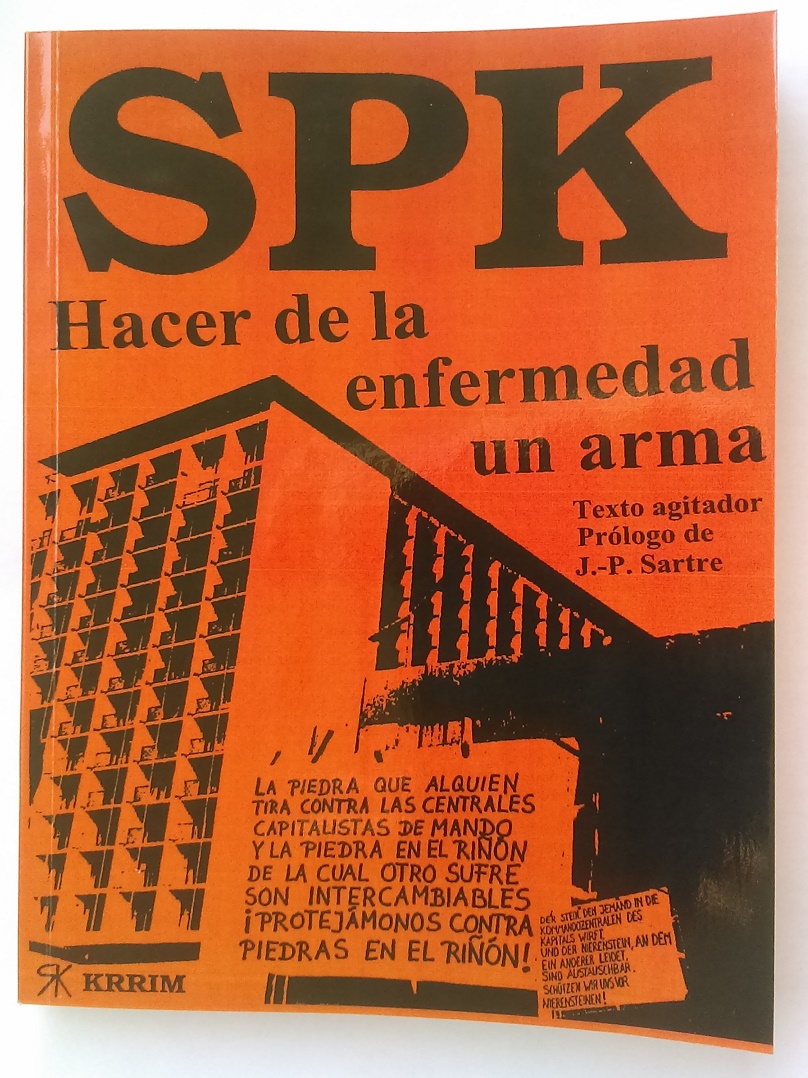 SPK
Hacer de la
enfermedad
un arma
Texto agitador
Prólogo de
J.-P. Sartre
LA PIEDRA QUE ALQUIEN
TIRA CONTRA LAS CENTRALES
CAPITALISTAS DE MANDO
Y LA PIEDRA EN EL RIÑÓN
DE LA CUAL OTRO SUFRE
SON INTERCAMBIABLES
¡PROTEJÁMONOS CONTRA
PIEDRAS EN EL RIÑÓN!
DER STEIN, DEN JEMAND IN DIE
KOMMANDOZENTRALEN DES
KAPITALS WIRFT
UND DER NIERENSTEIN, AN DEM
EIN ANDERER LEIDET,
SIND AUSTAUSCHBAR.
SCHÜTZEN WIR UNS VOR
NIERENSTEINEN!
KRRIM